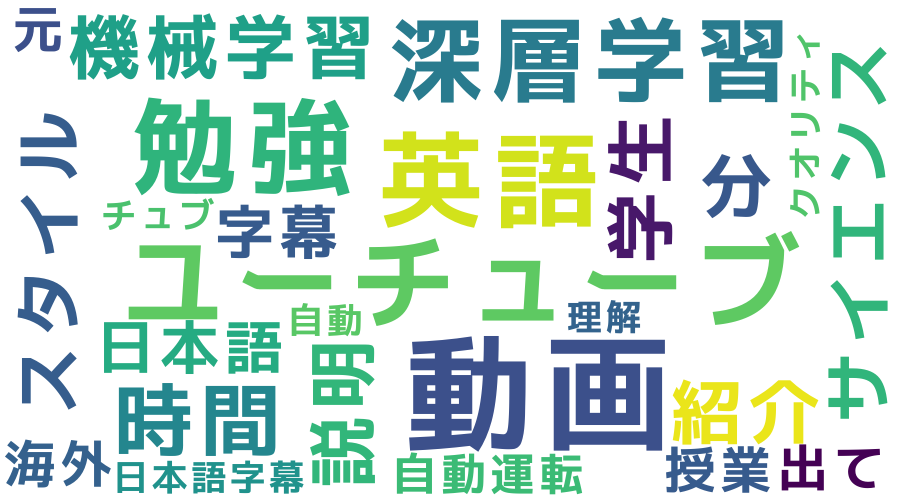 元
機械学習
深層学習
クオリティ
サイエンス
スタイル
勉強
英語
学生
分
チュブ
字幕
ユーチューブ
自動
理解
日本語
説明
動画
時間
紹介
海外
日本語字幕
自動運転
授業
出て